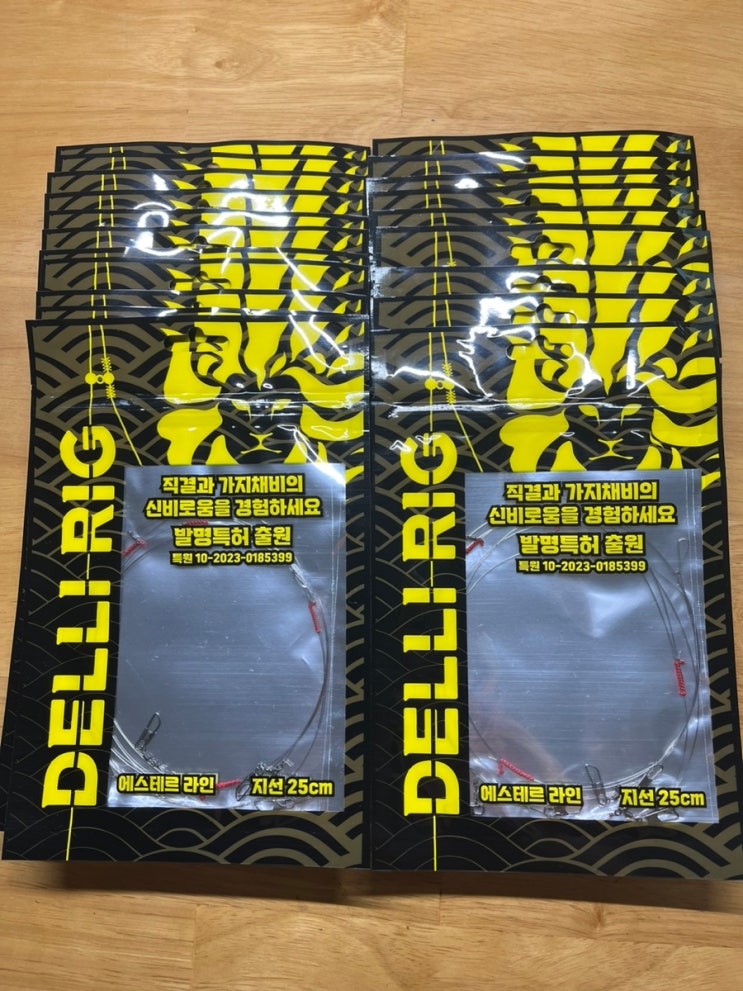 DELLI RIG
직결과 가지채비의
신비로움을 경험하세요
발명특허 출원
특원 10-2023-0185399
에스테르 라인
지선 25cm
DELLI RIG
직결과 가지채비의
신비로움을 경험하세요
발명특허 출원
특원 10-2023-0185399
에스테르 라인
지선 25cm